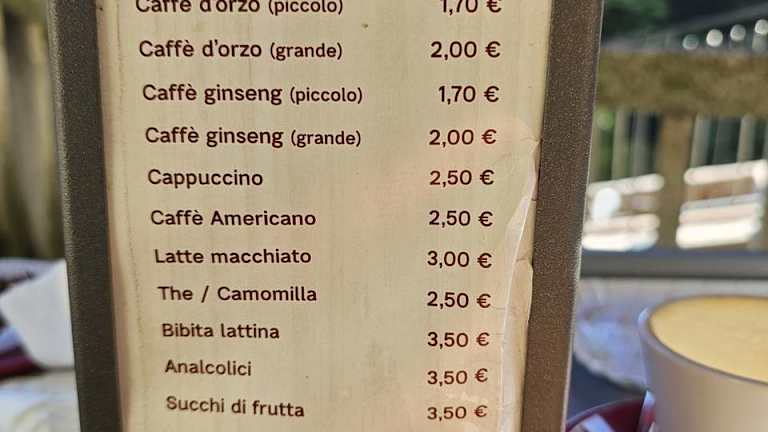 Caffè d'orzo (piccolo) 1,70 €
Caffè d'orzo (grande) 2,00 €
Caffè ginseng (piccolo) 1,70 €
Caffè ginseng (grande) 2,00 €
Cappuccino 2,50 €
Caffè Americano 2,50 €
Latte macchiato 3,00 €
The / Camomilla 2,50 €
Bibita lattina 3,50 €
Analcolici 3,50 €
Succhi di frutta 3,50 €